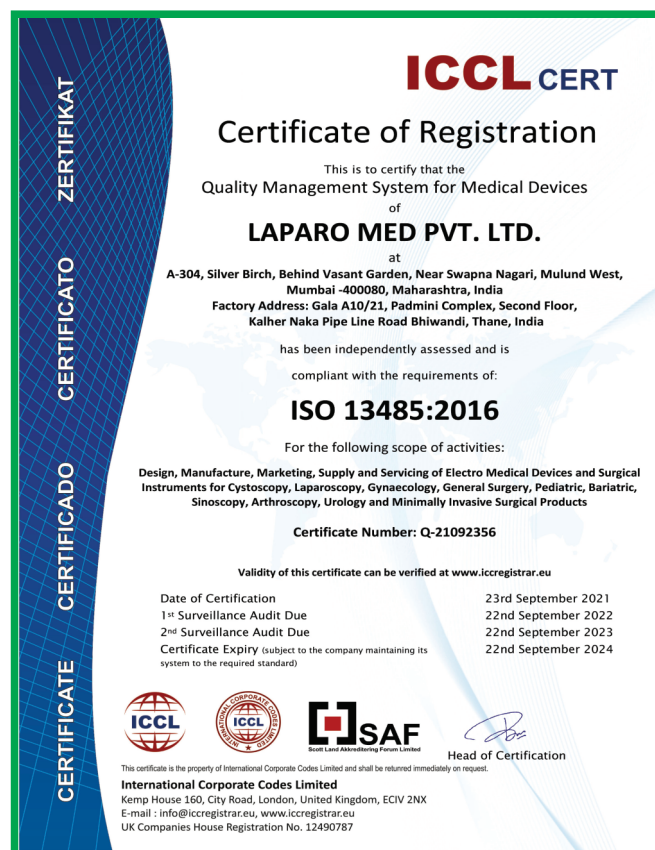 ICCL CERT
Certificate of Registration
This is to certify that the
Quality Management System for Medical Devices
of
LAPARO MED PVT. LTD.
at
A-304, Silver Birch, Behind Vasant Garden, Near Swapna Nagari, Mulund West,
Mumbai -400080, Maharashtra, India
Factory Address: Gala A10/21, Padmini Complex, Second Floor,
Kalher Naka Pipe Line Road Bhiwandi, Thane, India
has been independently assessed and is
compliant with the requirements of:
ISO 13485:2016
For the following scope of activities:
Design, Manufacture, Marketing, Supply and Servicing of Electro Medical Devices and Surgical
Instruments for Cystoscopy, Laparoscopy, Gynaecology, General Surgery, Pediatric, Bariatric,
Sinoscopy, Arthroscopy, Urology and Minimally Invasive Surgical Products
Certificate Number: Q-21092356
Validity of this certificate can be verified at www.iccregistrar.eu
Date of Certification 23rd September 2021
1st Surveillance Audit Due 22nd September 2022
2nd Surveillance Audit Due 22nd September 2023
Certificate Expiry (subject to the company maintaining its 22nd September 2024
system to the required standard)
ICCL
INTERNATIONAL CORPORATE CODES LIMITED
ICCL
SAF
Scott Land Akkreditering Forum Limited
Head of Certification
This certificate is the property of International Corporate Codes Limited and shall be retunred immediately on request.
International Corporate Codes Limited
Kemp House 160, City Road, London, United Kingdom, ECIV 2NX
E-mail : info@iccregistrar.eu, www.iccregistrar.eu
UK Companies House Registration No. 12490787
CERTIFICATE CERTIFICADO CERTIFICATO ZERTIFIKAT